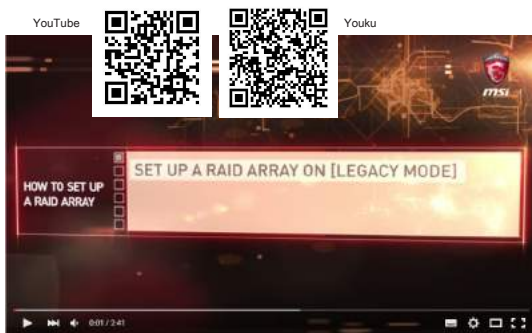 YouTube
Youku
msi
SET UP A RAID ARRAY ON [LEGACY MODE]
HOW TO SET UP
A RAID ARRAY
0:01 / 2:41